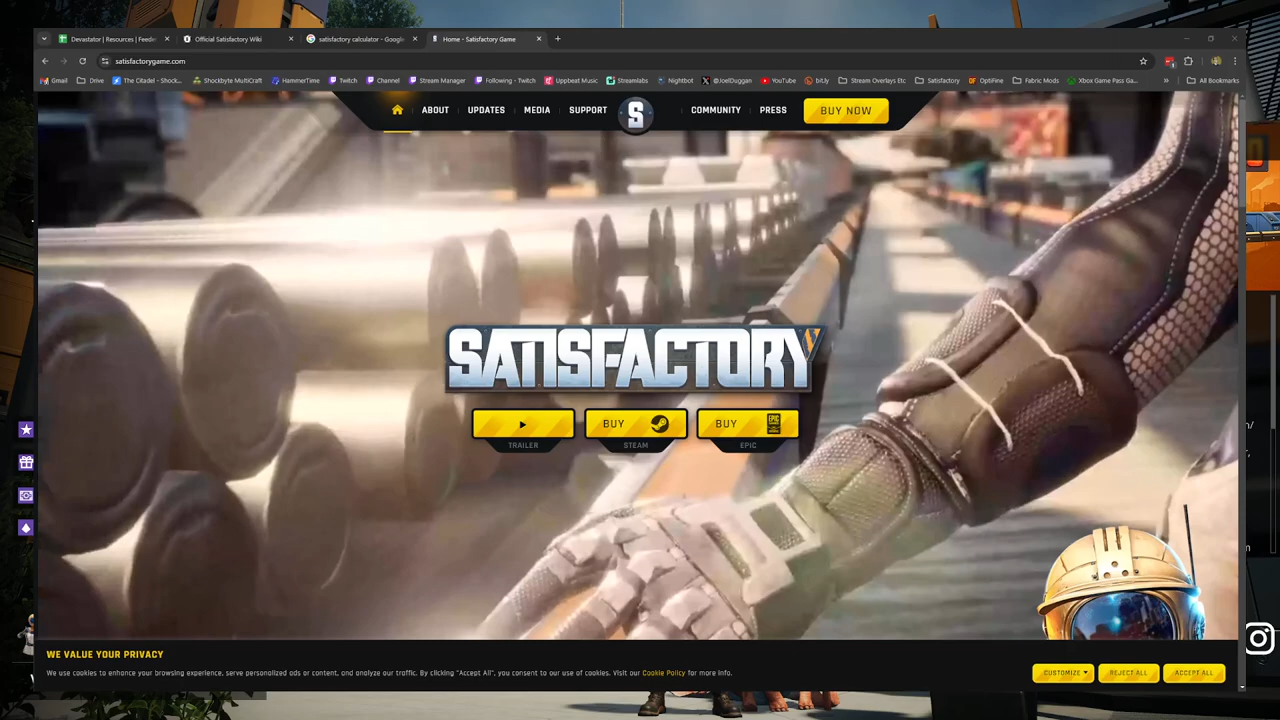 Devastator | Resources | Feede
Official Satisfactory Wiki
satisfactory calculator - Google
Home - Satisfactory Game
satisfactorygame.com
Gmail
Drive
The Citadel - Shock...
Shockbyte MultiCraft
HammerTime
Twitch
Channel
Stream Manager
Following - Twitch
Uppbeat Music
Streamlabs
Nightbot
@JoelDuggan
YouTube
bit.ly
Stream Overlays Etc
Satisfactory
OptiFine
Fabric Mods
Xbox Game Pass Ga...
»
All Bookmarks
ABOUT
UPDATES
MEDIA
SUPPORT
S
COMMUNITY
PRESS
BUY NOW
SATISFACTORY
BUY
BUY
EPIC GAMES
TRAILER
STEAM
EPIC
WE VALUE YOUR PRIVACY
We use cookies to enhance your browsing experience, serve personalized ads or content, and analyze our traffic. By clicking "Accept All", you consent to our use of cookies. Visit our Cookie Policy for more info.
CUSTOMIZE
REJECT ALL
ACCEPT ALL